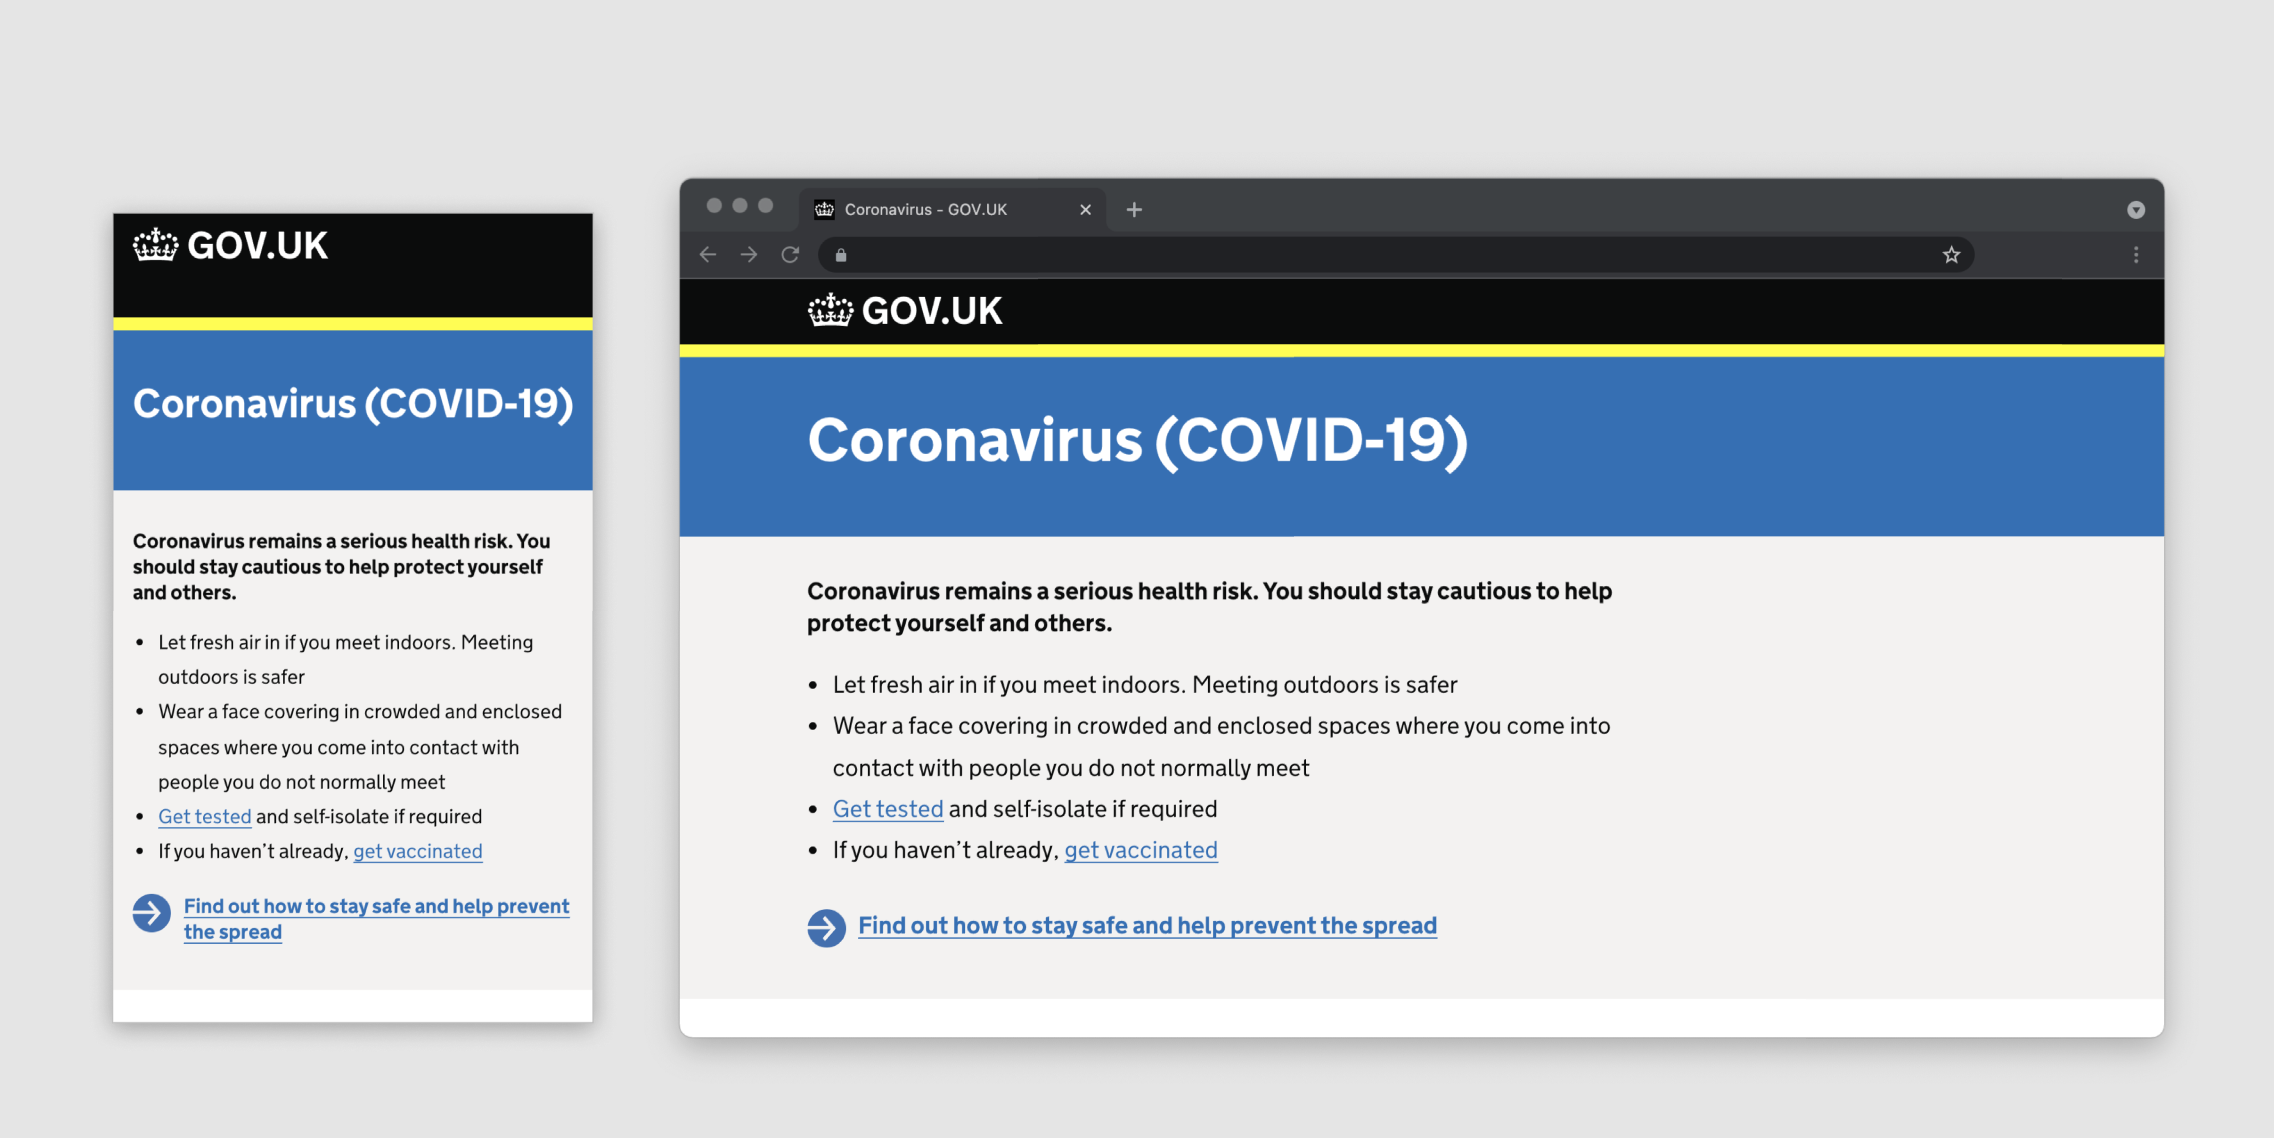 GOV.UK
Coronavirus (COVID-19)
Coronavirus remains a serious health risk. You
should stay cautious to help protect yourself
and others.
• Let fresh air in if you meet indoors. Meeting
outdoors is safer
• Wear a face covering in crowded and enclosed
spaces where you come into contact with
people you do not normally meet
• Get tested and self-isolate if required
• If you haven’t already, get vaccinated
Find out how to stay safe and help prevent
the spread
Coronavirus - GOV.UK
GOV.UK
Coronavirus (COVID-19)
Coronavirus remains a serious health risk. You should stay cautious to help
protect yourself and others.
• Let fresh air in if you meet indoors. Meeting outdoors is safer
• Wear a face covering in crowded and enclosed spaces where you come into
contact with people you do not normally meet
• Get tested and self-isolate if required
• If you haven’t already, get vaccinated
Find out how to stay safe and help prevent the spread